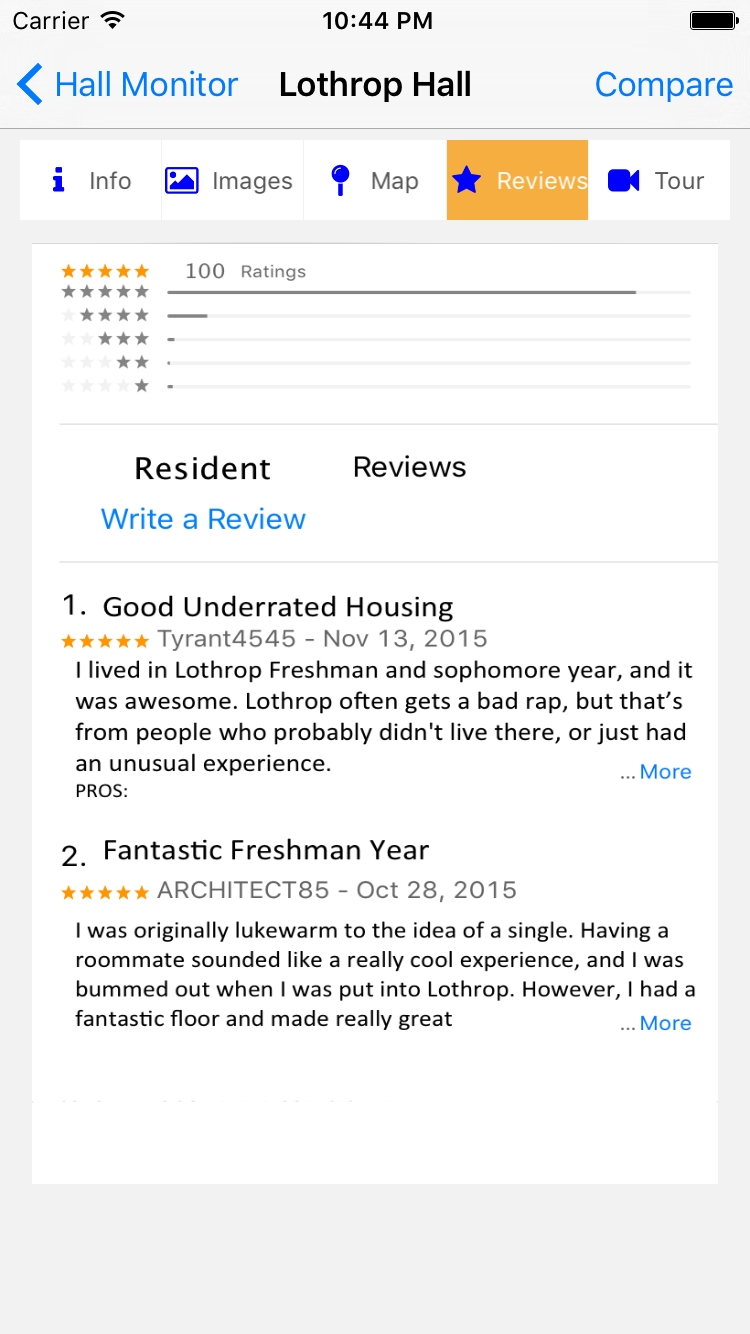 Carrier 10:44 PM
Hall Monitor Lothrop Hall Compare
Info Images Map Reviews Tour
100 Ratings
Resident Reviews
Write a Review
1. Good Underrated Housing
Tyrant4545 - Nov 13, 2015
I lived in Lothrop Freshman and sophomore year, and it
was awesome. Lothrop often gets a bad rap, but that’s
from people who probably didn't live there, or just had
an unusual experience.
...More
PROS:
2. Fantastic Freshman Year
ARCHITECT85 - Oct 28, 2015
I was originally lukewarm to the idea of a single. Having a
roommate sounded like a really cool experience, and I was
bummed out when I was put into Lothrop. However, I had a
fantastic floor and made really great
...More